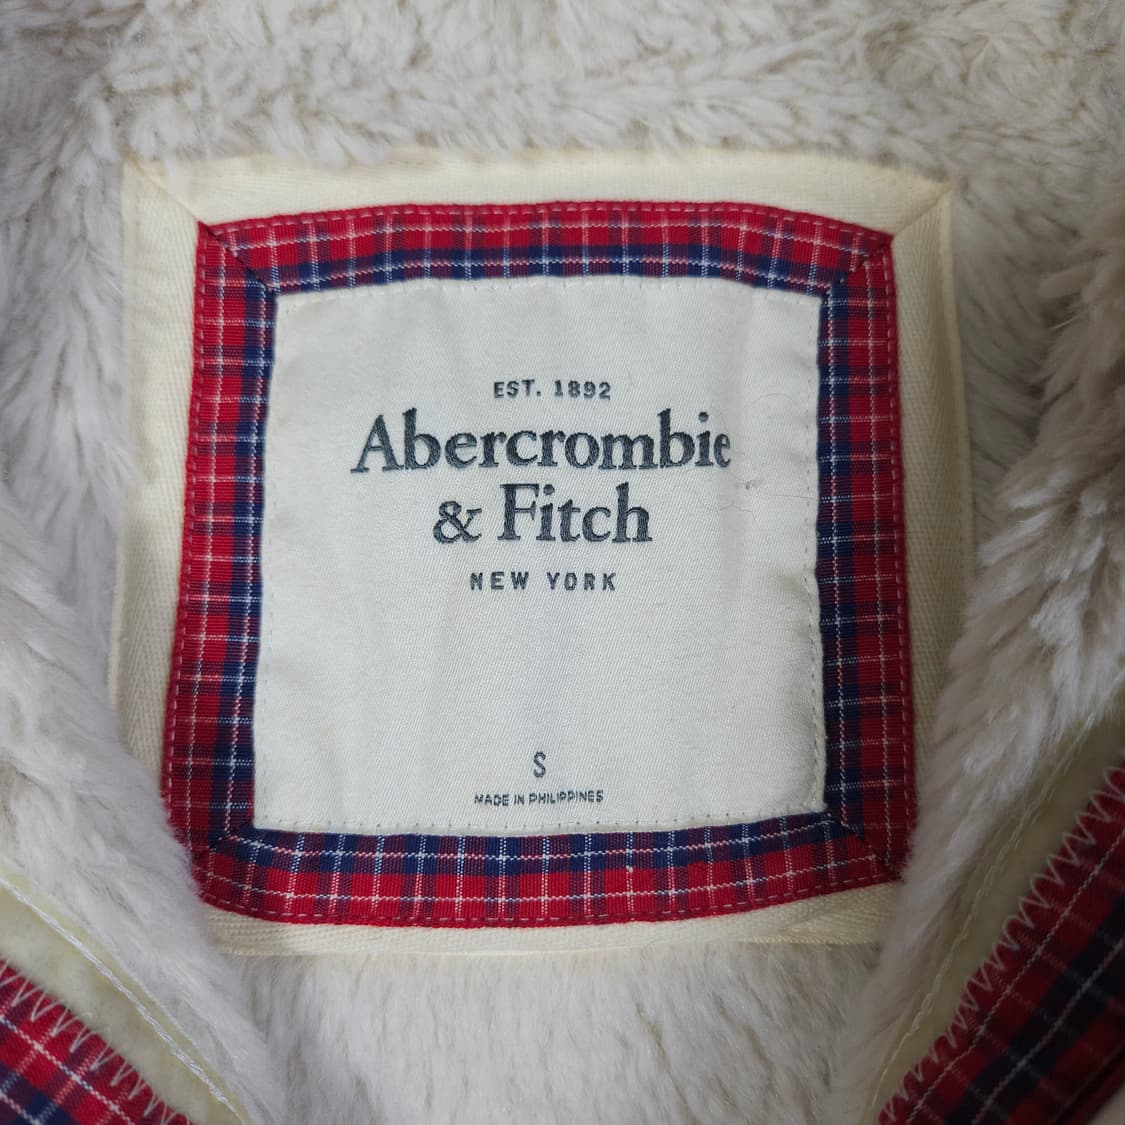 EST. 1892
Abercrombie
& Fitch
NEW YORK
S
MADE IN PHILIPPINES